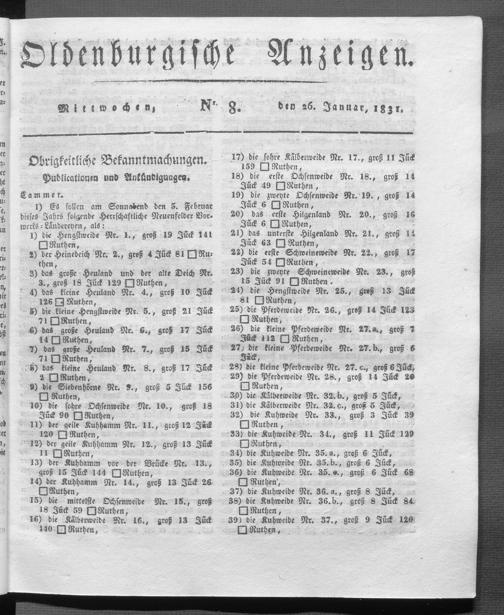 Oldenburgische Anzeigen.
Mittwochen, Nr. 8. den 26. Januar, 1831.
Obrigkeitliche Bekanntmachungen.
Publicationen und Ankündigungen.
Cammer.
1) Es sollen am Sonnabend den 5. Februar
dieses Jahrs folgende Herrschaftliche Neuenfelder Vor-
werks-Ländereyen, als:
1) die Hengstweide Nr. 1., groß 19 Jück 141
□ Ruthen,
2) der Heinedeich Nr. 2., groß 4 Jück 81 □ Ru-
then,
3) das große Heuland und der alte Deich Nr.
3., groß 18 Jück 129 □ Ruthen,
4) das kleine Heuland Nr. 4., groß 10 Jück
126 □ Ruthen,
5) die kleine Hengstweide Nr. 5., groß 21 Jück
71 □ Ruthen,
6) das große Heuland Nr. 6., groß 17 Jück
14 □ Ruthen,
7) das große Heuland Nr. 7., groß 15 Jück
71 □ Ruthen,
8) das kleine Heuland Nr. 8., groß 17 Jück
2 □ Ruthen,
9) die Siebenhörne Nr. 9., groß 5 Jück 156
□ Ruthen,
10) die fohre Ochsenweide Nr. 10., groß 18
Jück 90 □ Ruthen,
11) der geile Kuhhamm Nr. 11., groß 12 Jück
120 □ Ruthen,
12) der geile Kuhhamm Nr. 12., groß 13 Jück
11 □ Ruthen,
13) der Kuhhamm vor der Brücke Nr. 13.,
groß 15 Jück 144 □ Ruthen,
14) der Kuhhamm Nr. 14., groß 13 Jück 26
□ Ruthen,
15) die mittelste Ochsenweide Nr. 15., groß
18 Jück 59 □ Ruthen,
16) die Kälberweide Nr. 16., groß 13 Jück
140 □ Ruthen,
17) die fohre Kälberweide Nr. 17., groß 11 Jück
159 □ Ruthen,
18) die erste Ochsenweide Nr. 18., groß 14
Jück 49 □ Ruthen,
19) die zweyte Ochsenweide Nr. 19., groß 14
Jück 6 □ Ruthen,
20) das erste Hilgenland Nr. 20., groß 16
Jück 6 □ Ruthen,
21) das unterste Hilgenland Nr. 21., groß 14
Jück 63 □ Ruthen,
22) die erste Schweineweide Nr. 22., groß 17
Jück 54 □ Ruthen,
23) die zweyte Schweineweide Nr. 23., groß
15 Jück 91 □ Ruthen.
24) die Hengstweide Nr. 25., groß 13 Jück
81 □ Ruthen,
25) die Pferdeweide Nr. 26., groß 14 Jück 123
□ Ruthen,
26) die kleine Pferdeweide Nr. 27. a., groß 7
Jück 112 □ Ruthen,
27) die kleine Pferdeweide Nr. 27. b., groß 6
Jück,
28) die kleine Pferdeweide Nr. 27. c., groß 6 Jück,
29) die Pferdeweide Nr. 28., groß 14 Jück 20
□ Ruthen,
30) die Kälberweide Nr. 32. b., groß 5 Jück,
31) die Kälberweide Nr. 32. c., groß 5 Jück,
32) die Kuhweide Nr. 33., groß 3 Jück 39
□ Ruthen,
33) die Kuhweide Nr. 34., groß 11 Jück 129
□ Ruthen,
34) die Kuhweide Nr. 35. a., groß 6 Jück,
35) die Kuhweide Nr. 35. b., groß 6 Jück,
36) die Kuhweide Nr. 35. c., groß 6 Jück 68
□ Ruthen,
37) die Kuhweide Nr. 36. a., groß 8 Jück,
38) die Kuhweide Nr. 36. b., groß 8 Jück 84
□ Ruthen,
39) die Kuhweide Nr. 37., groß 9 Jück 120
□ Ruthen,